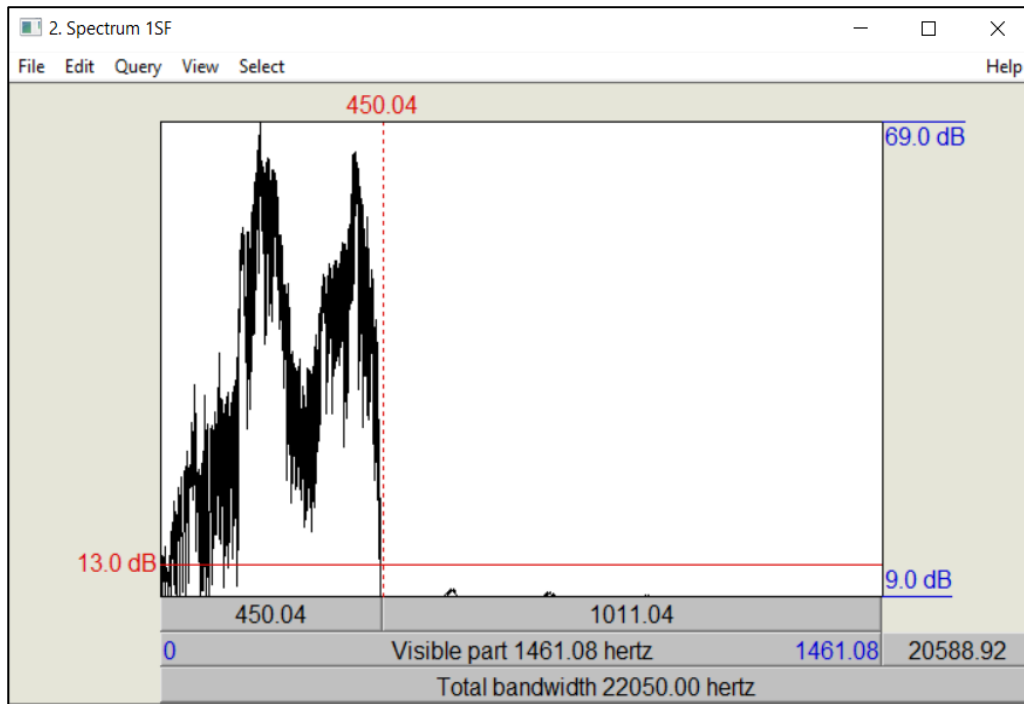 2. Spectrum 1SF
File Edit Query View Select Help
450.04
69.0 dB
13.0 dB
9.0 dB
450.04 1011.04
0 Visible part 1461.08 hertz 1461.08 20588.92
Total bandwidth 22050.00 hertz